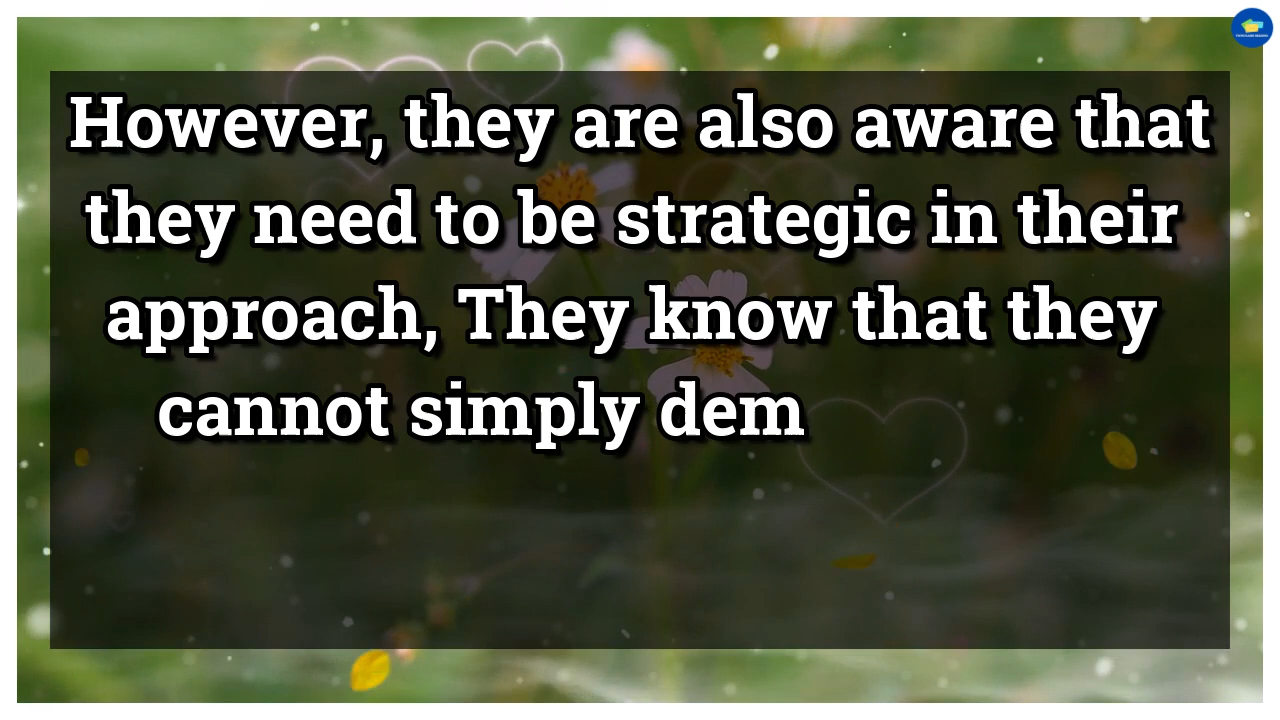 However, they are also aware that
they need to be strategic in their
approach, They know that they
cannot simply dem